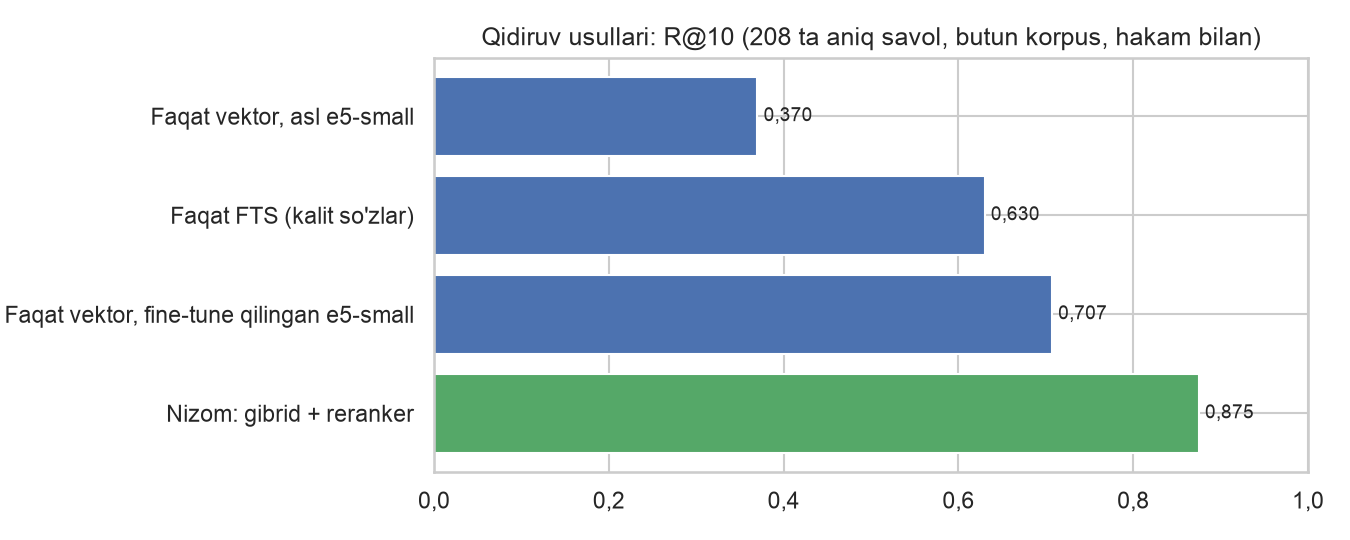 Qidiruv usullari: R@10 (208 ta aniq savol, butun korpus, hakam bilan)
Faqat vektor, asl e5-small 0,370
Faqat FTS (kalit so'zlar) 0,630
Faqat vektor, fine-tune qilingan e5-small 0,707
Nizom: gibrid + reranker 0,875
0,0 0,2 0,4 0,6 0,8 1,0